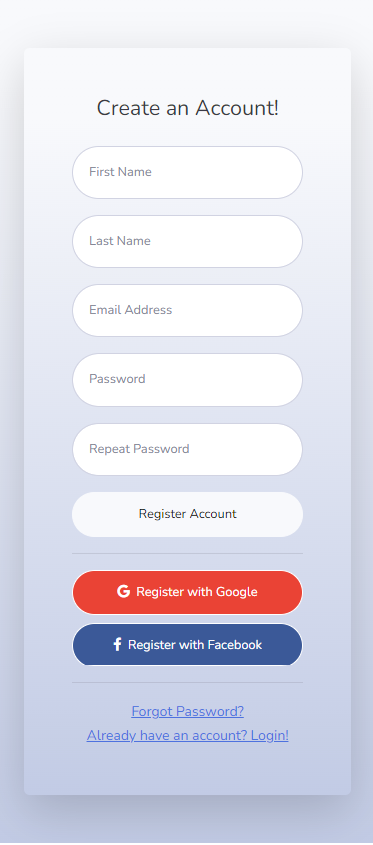 Create an Account!
First Name
Last Name
Email Address
Password
Repeat Password
Register Account
Register with Google
Register with Facebook
Forgot Password?
Already have an account? Login!